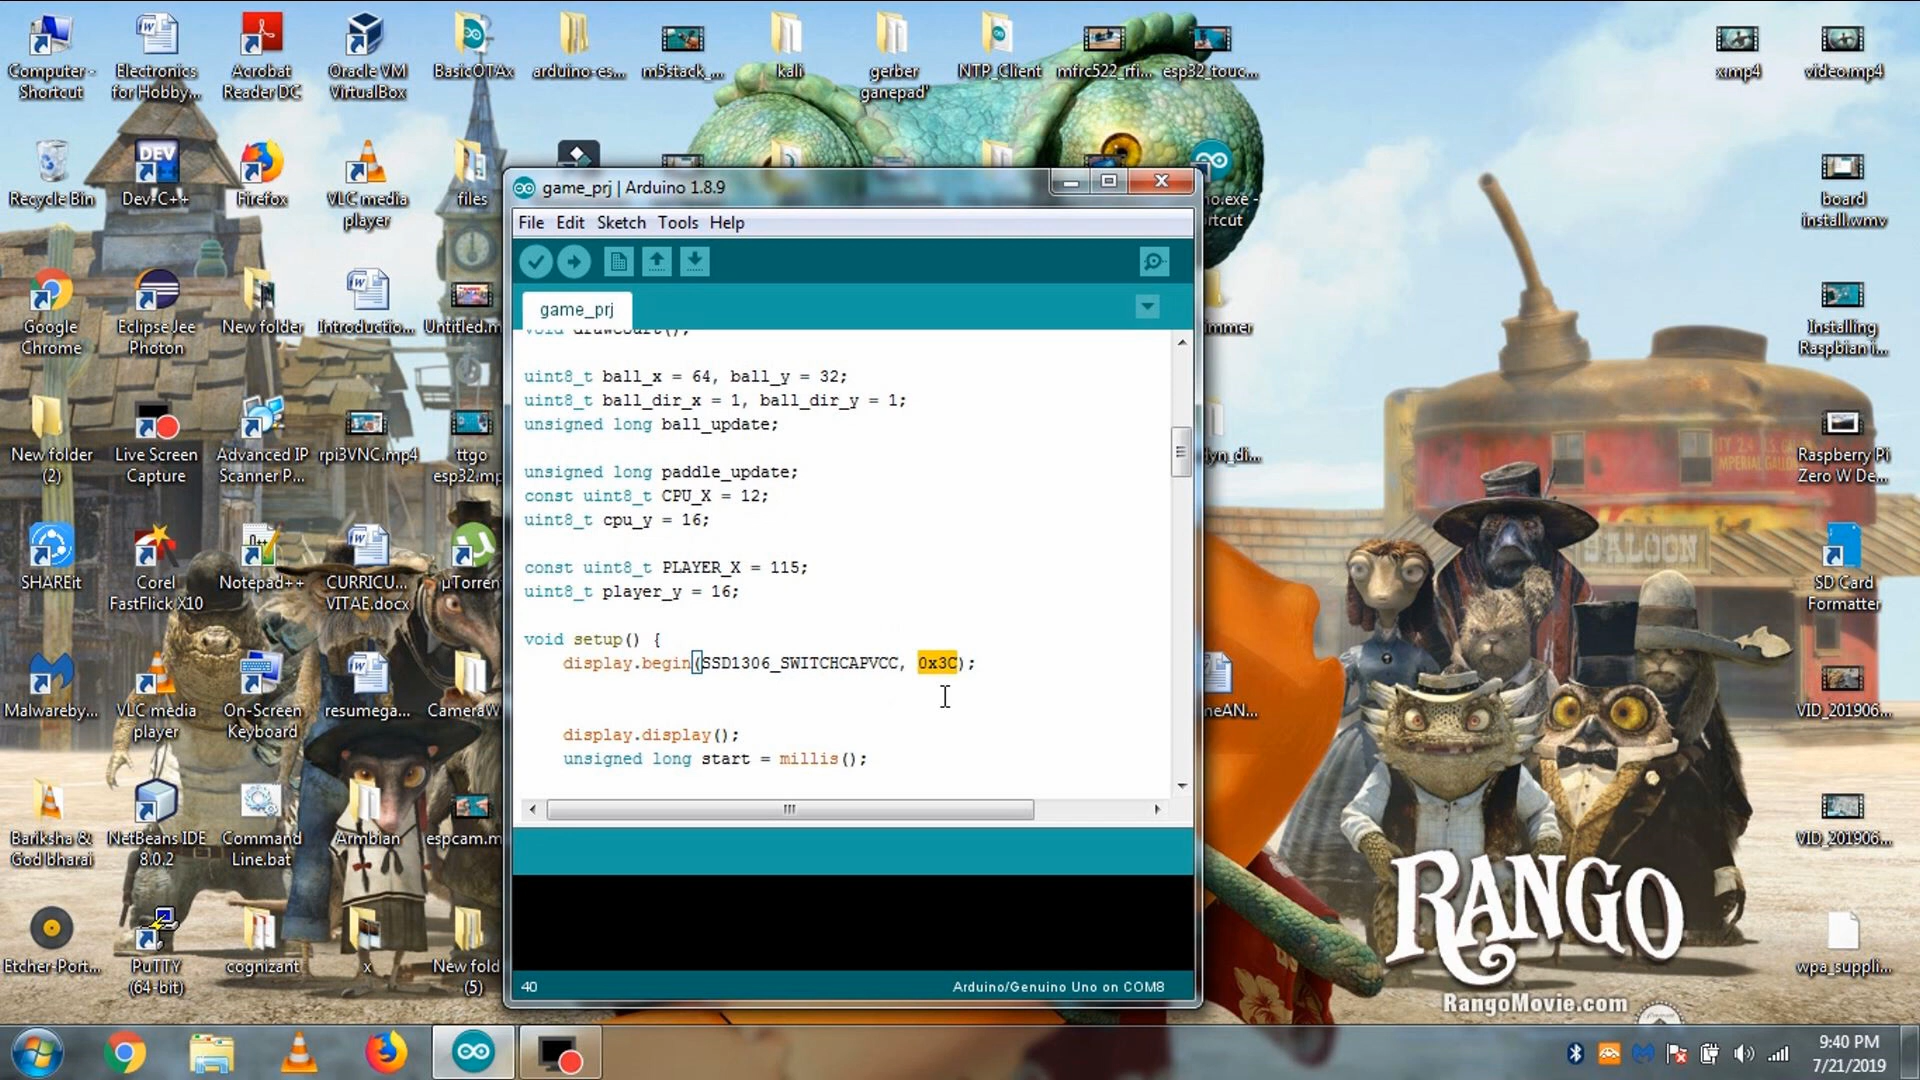 Computer - Shortcut
Electronics for Hobby...
Acrobat Reader DC
Oracle VM VirtualBox
BasicOTAx
arduino-es...
m5stack_...
kali
gerber ganepad'
NTP_Client
mfrc522_rfi...
esp32_touc...
x.mp4
video.mp4
Recycle Bin
DEV
Dev-C++
Firefox
VLC media player
files
board install.wmv
Google Chrome
Eclipse Jee Photon
New folder
Introductio...
Untitled.m
Installing Raspbian i...
New folder (2)
Live Screen Capture
Advanced IP Scanner P...
rpi3VNC.mp4
ttgo esp32.mp
Raspberry Pi Zero W De...
SHAREit
Corel FastFlick X10
Notepad++
CURRICU... VITAE.docx
µTorren
SD Card Formatter
Malwareby...
VLC media player
On-Screen Keyboard
resumega...
CameraW
VID_201906...
Bariksha & God bharai
NetBeans IDE 8.0.2
Command Line.bat
Armbian
espcam.m
VID_201906...
Etcher-Port...
PuTTY (64-bit)
cognizant
x
New fold (5)
wpa_suppli...
game_prj | Arduino 1.8.9
File Edit Sketch Tools Help
game_prj
void drawCourt();
uint8_t ball_x = 64, ball_y = 32;
uint8_t ball_dir_x = 1, ball_dir_y = 1;
unsigned long ball_update;
unsigned long paddle_update;
const uint8_t CPU_X = 12;
uint8_t cpu_y = 16;
const uint8_t PLAYER_X = 115;
uint8_t player_y = 16;
void setup() {
display.begin(SSD1306_SWITCHCAPVCC, 0x3C);
display.display();
unsigned long start = millis();
40
Arduino/Genuino Uno on COM8
SALOON
RANGO
RangoMovie.com
9:40 PM
7/21/2019